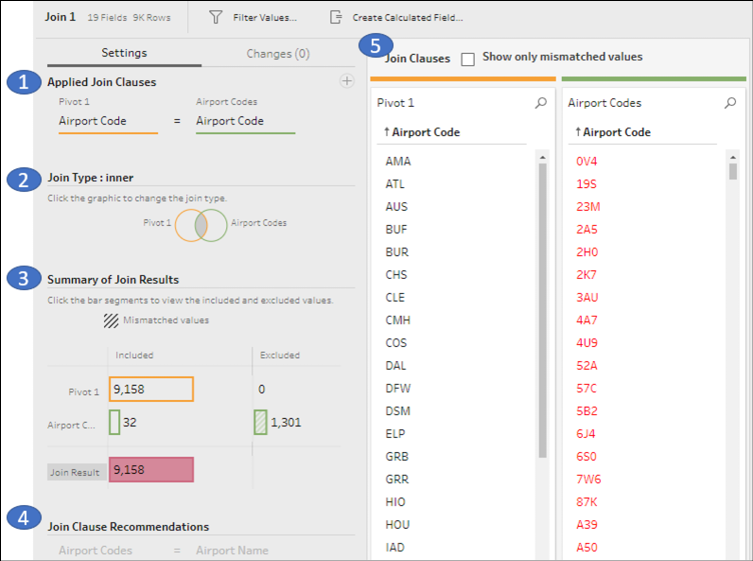 Join 1 19 Fields 9K Rows Filter Values... Create Calculated Field...
Settings Changes (0)
1 Applied Join Clauses
Pivot 1 Airport Codes
Airport Code = Airport Code
2 Join Type : inner
Click the graphic to change the join type.
Pivot 1 Airport Codes
3 Summary of Join Results
Click the bar segments to view the included and excluded values.
Mismatched values
Included Excluded
Pivot 1 9,158 0
Airport C... 32 1,301
Join Result 9,158
4 Join Clause Recommendations
Airport Codes = Airport Name
5 Join Clauses Show only mismatched values
Pivot 1 Airport Codes
Airport Code Airport Code
AMA 0V4
ATL 19S
AUS 23M
BUF 2A5
BUR 2H0
CHS 2K7
CLE 3AU
CMH 4A7
COS 4U9
DAL 52A
DFW 57C
DSM 5B2
ELP 6J4
GRB 6S0
GRR 7W6
HIO 87K
HOU A39
IAD A50